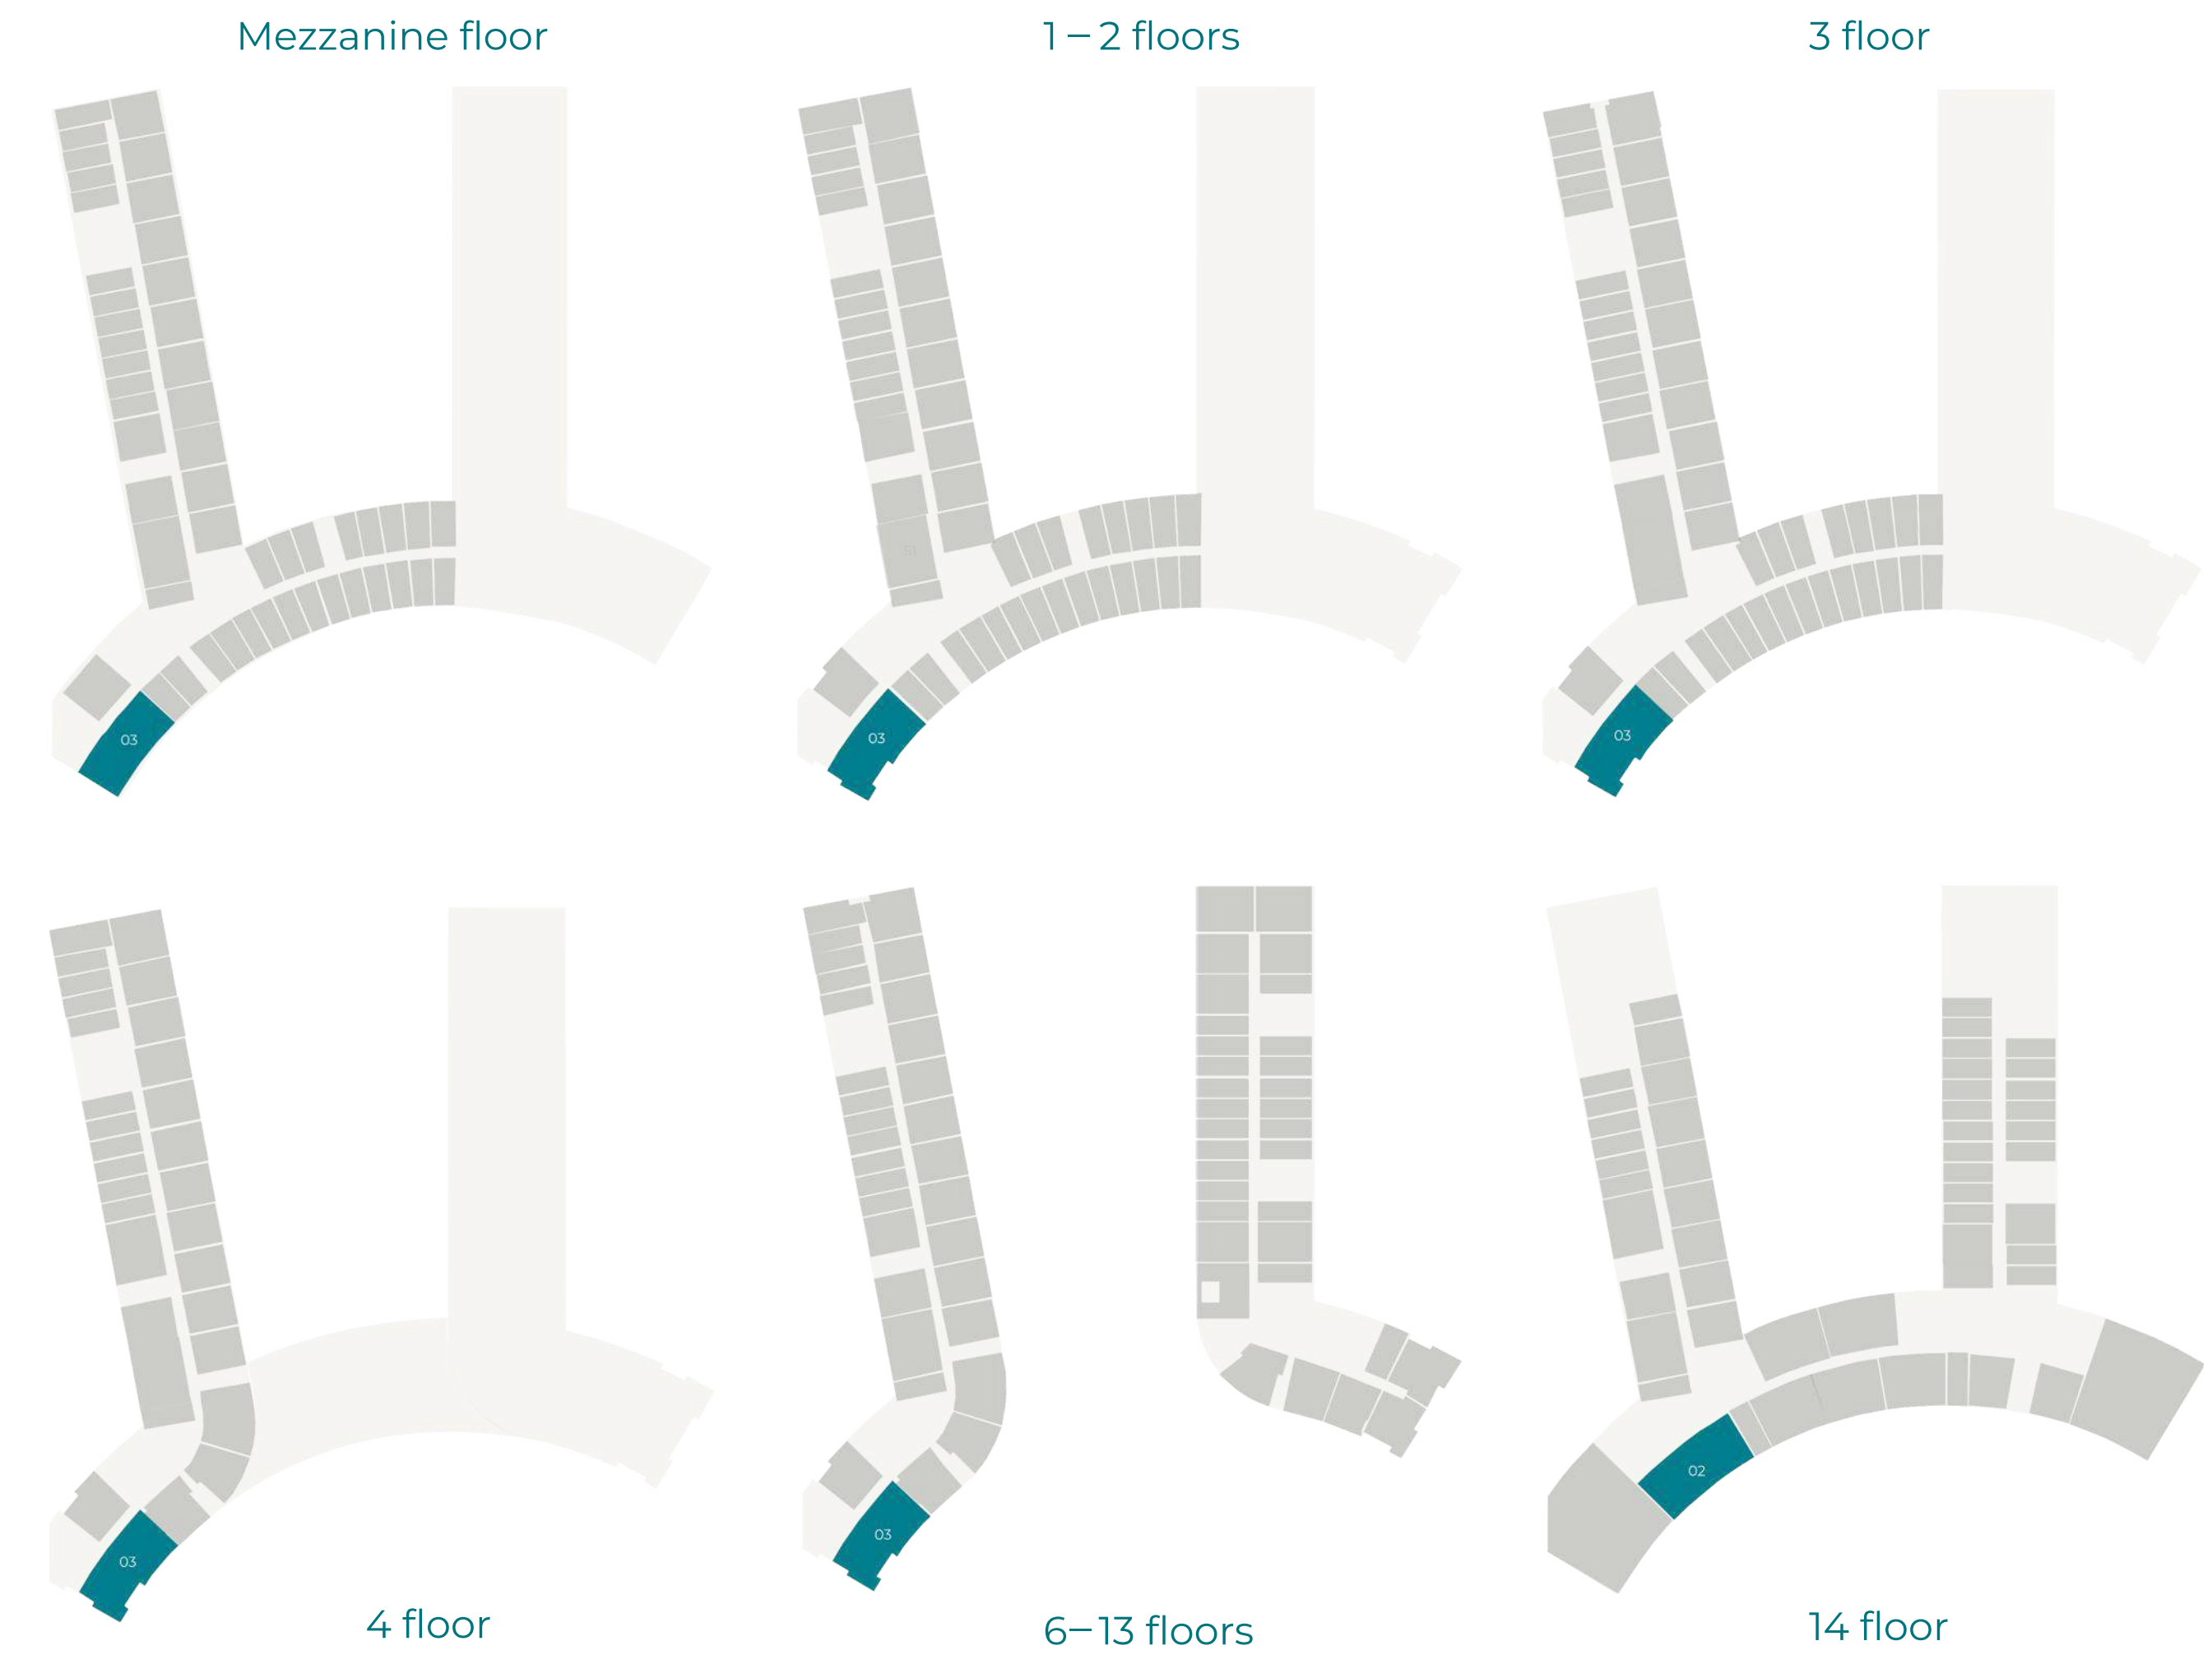 Mezzanine floor
1 – 2 floors
3 floor
03
03
03
03
03
02
4 floor
6–13 floors
14 floor